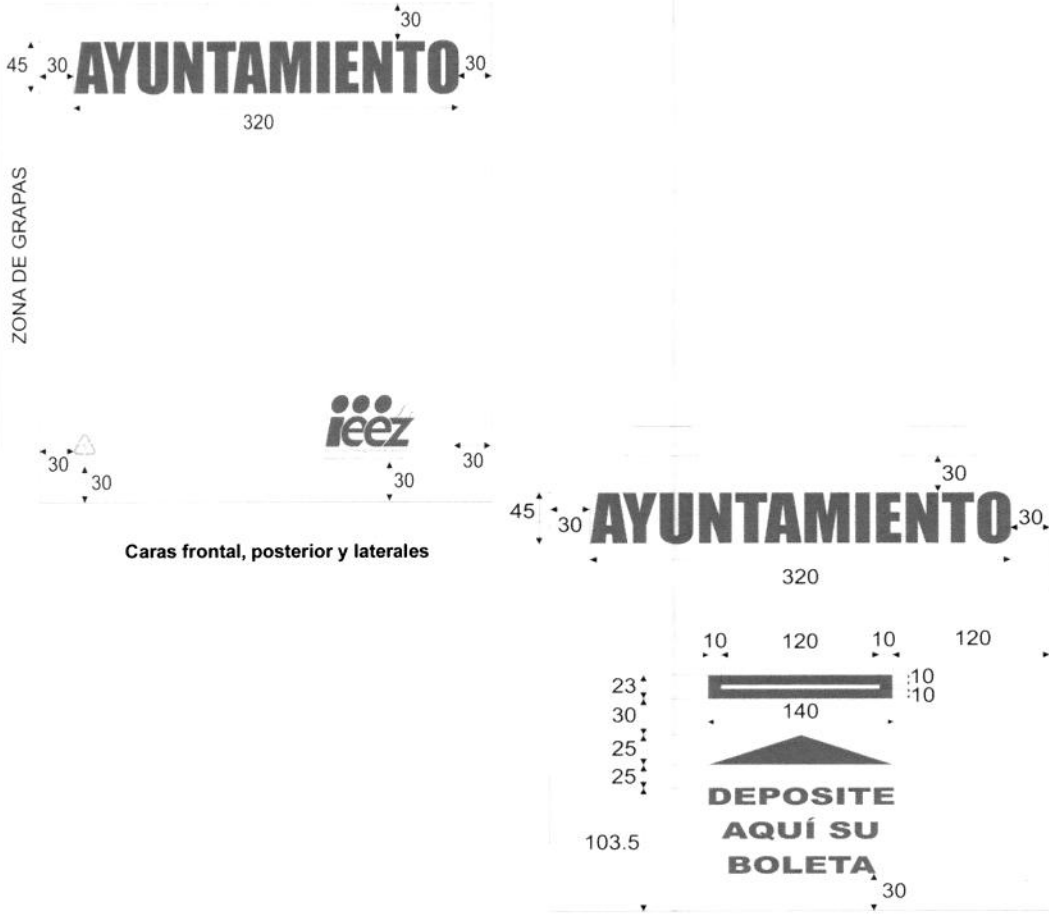 30
45 30 AYUNTAMIENTO 30
320
ZONA DE GRAPAS
ieez
30 30 30 30
Caras frontal, posterior y laterales
30
45 30 AYUNTAMIENTO 30
320
10 120 10 120
23 10
10
30 140
25
25
DEPOSITE
AQUÍ SU
103.5
BOLETA
30